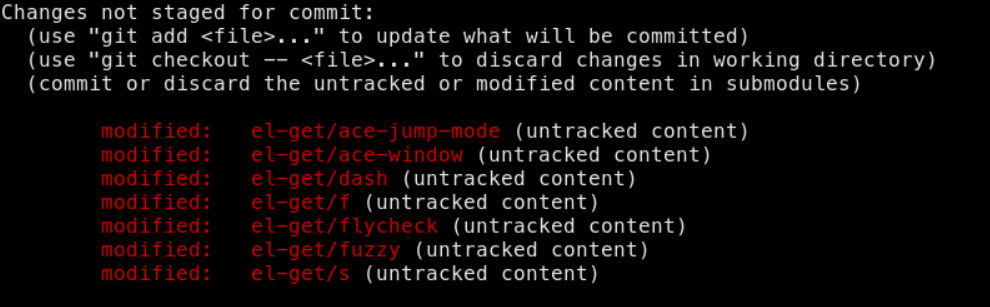 Changes not staged for commit:
  (use "git add <file>..." to update what will be committed)
  (use "git checkout -- <file>..." to discard changes in working directory)
  (commit or discard the untracked or modified content in submodules)

        modified:   el-get/ace-jump-mode (untracked content)
        modified:   el-get/ace-window (untracked content)
        modified:   el-get/dash (untracked content)
        modified:   el-get/f (untracked content)
        modified:   el-get/flycheck (untracked content)
        modified:   el-get/fuzzy (untracked content)
        modified:   el-get/s (untracked content)